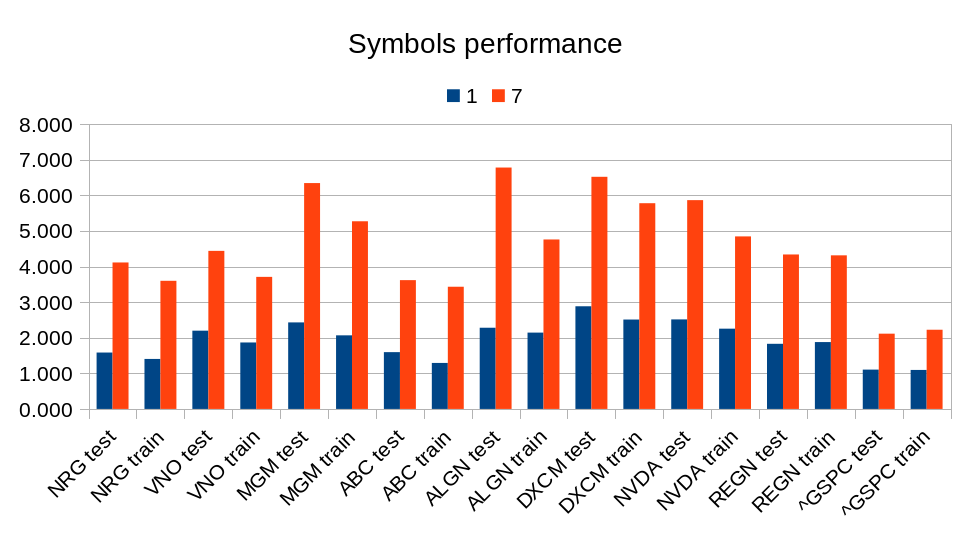 Symbols performance
1 7
8.000
7.000
6.000
5.000
4.000
3.000
2.000
1.000
0.000
NRG test
NRG train
VNO test
VNO train
MGM test
MGM train
ABC test
ABC train
ALGN test
ALGN train
DXCM test
DXCM train
NVDA test
NVDA train
REGN test
REGN train
^GSPC test
^GSPC train